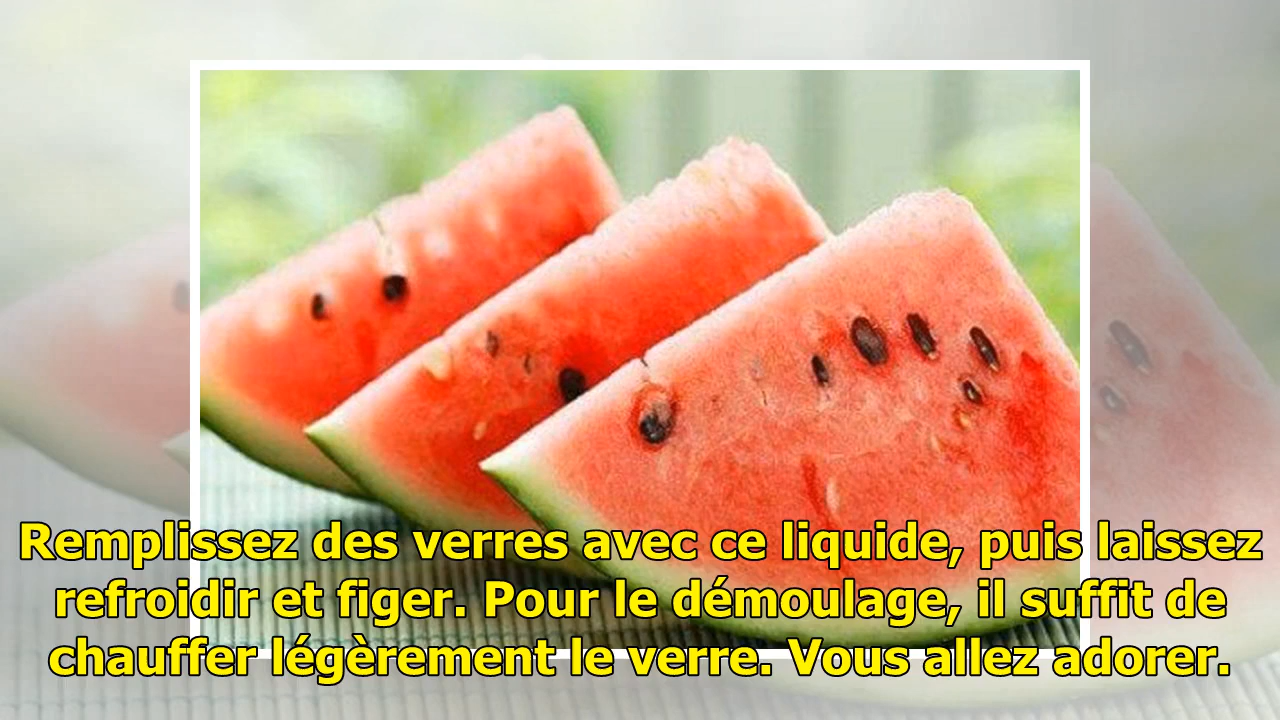 Remplissez des verres avec ce liquide, puis laissez
refroidir et figer. Pour le démoulage, il suffit de
chauffer légèrement le verre. Vous allez adorer.